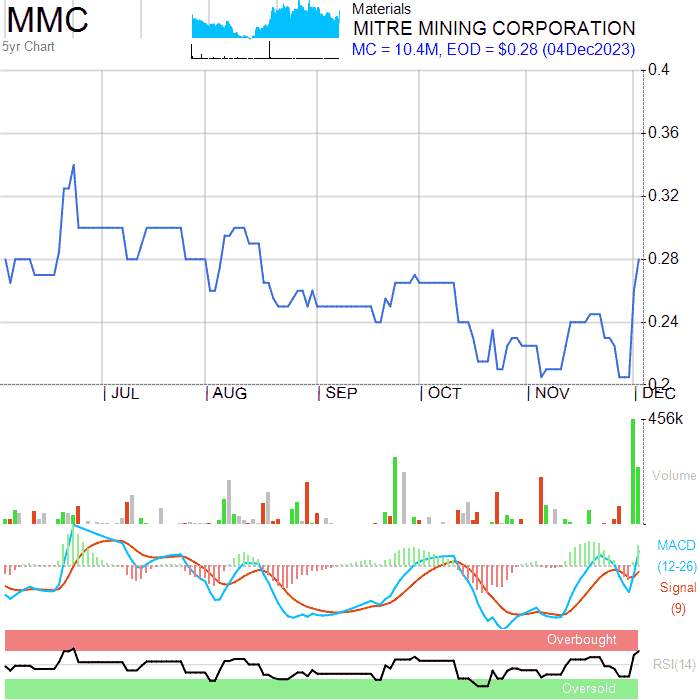 MMC
Materials
MITRE MINING CORPORATION
5yr Chart
MC = 10.4M, EOD = $0.28 (04Dec2023)
0.4
0.36
0.32
0.28
0.24
0.2
JUL AUG SEP OCT NOV DEC
456k
Volume
MACD
(12-26)
Signal
(9)
Overbought
RSI(14)
Oversold